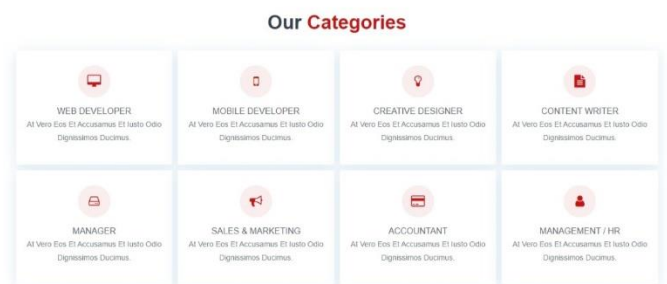 Our Categories
WEB DEVELOPER
At Vero Eos Et Accusamus Et Iusto Odio
Dignissimos Ducimus.
MOBILE DEVELOPER
At Vero Eos Et Accusamus Et Iusto Odio
Dignissimos Ducimus.
CREATIVE DESIGNER
At Vero Eos Et Accusamus Et Iusto Odio
Dignissimos Ducimus.
CONTENT WRITER
At Vero Eos Et Accusamus Et Iusto Odio
Dignissimos Ducimus.
MANAGER
At Vero Eos Et Accusamus Et Iusto Odio
Dignissimos Ducimus.
SALES & MARKETING
At Vero Eos Et Accusamus Et Iusto Odio
Dignissimos Ducimus.
ACCOUNTANT
At Vero Eos Et Accusamus Et Iusto Odio
Dignissimos Ducimus.
MANAGEMENT / HR
At Vero Eos Et Accusamus Et Iusto Odio
Dignissimos Ducimus.